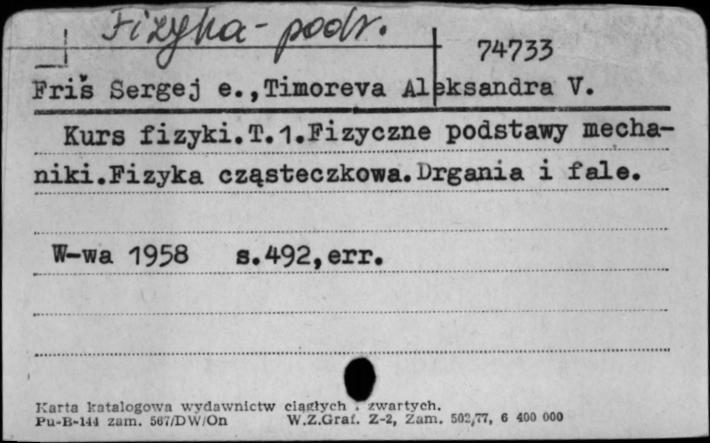 Fizyka - podr.
74733
Friš Sergej e.,Timoreva Aleksandra V.
Kurs fizyki.T.1.Fizyczne podstawy mecha-
niki.Fizyka cząsteczkowa.Drgania i fale.
W-wa 1958 s.492,err.
Karta katalogowa wydawnictw ciągłych i zwartych.
Pu-B-144 zam. 567/DW/On W.Z.Graf. Z-2, Zam. 502/77, 6 400 000